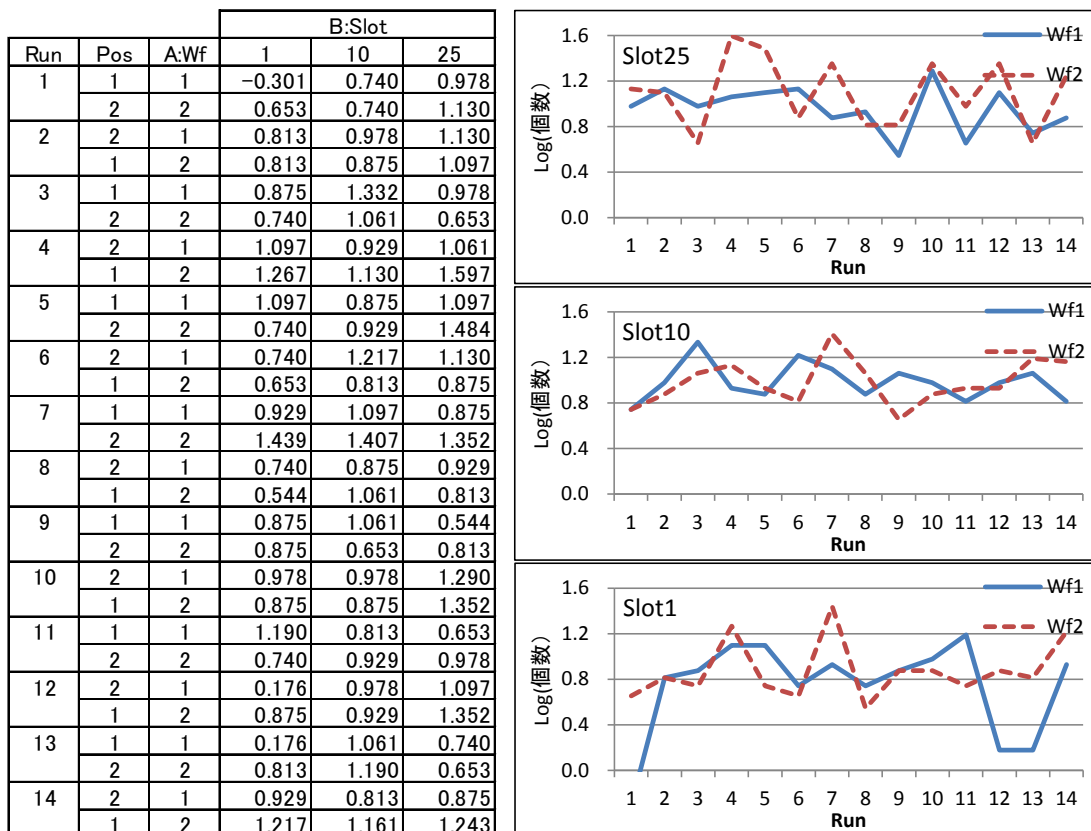 B:Slot
Run Pos A:Wf 1 10 25
1 1 1 −0.301 0.740 0.978
2 2 0.653 0.740 1.130
2 2 1 0.813 0.978 1.130
1 2 0.813 0.875 1.097
3 1 1 0.875 1.332 0.978
2 2 0.740 1.061 0.653
4 2 1 1.097 0.929 1.061
1 2 1.267 1.130 1.597
5 1 1 1.097 0.875 1.097
2 2 0.740 0.929 1.484
6 2 1 0.740 1.217 1.130
1 2 0.653 0.813 0.875
7 1 1 0.929 1.097 0.875
2 2 1.439 1.407 1.352
8 2 1 0.740 0.875 0.929
1 2 0.544 1.061 0.813
9 1 1 0.875 1.061 0.544
2 2 0.875 0.653 0.813
10 2 1 0.978 0.978 1.290
1 2 0.875 0.875 1.352
11 1 1 1.190 0.813 0.653
2 2 0.740 0.929 0.978
12 2 1 0.176 0.978 1.097
1 2 0.875 0.929 1.352
13 1 1 0.176 1.061 0.740
2 2 0.813 1.190 0.653
14 2 1 0.929 0.813 0.875
1 2 1.217 1.161 1.243
Slot25
Wf1
Wf2
Log(個数)
1.6
1.2
0.8
0.4
0.0
1 2 3 4 5 6 7 8 9 10 11 12 13 14
Run
Slot10
Wf1
Wf2
Log(個数)
1.6
1.2
0.8
0.4
0.0
1 2 3 4 5 6 7 8 9 10 11 12 13 14
Run
Slot1
Wf1
Wf2
Log(個数)
1.6
1.2
0.8
0.4
0.0
1 2 3 4 5 6 7 8 9 10 11 12 13 14
Run